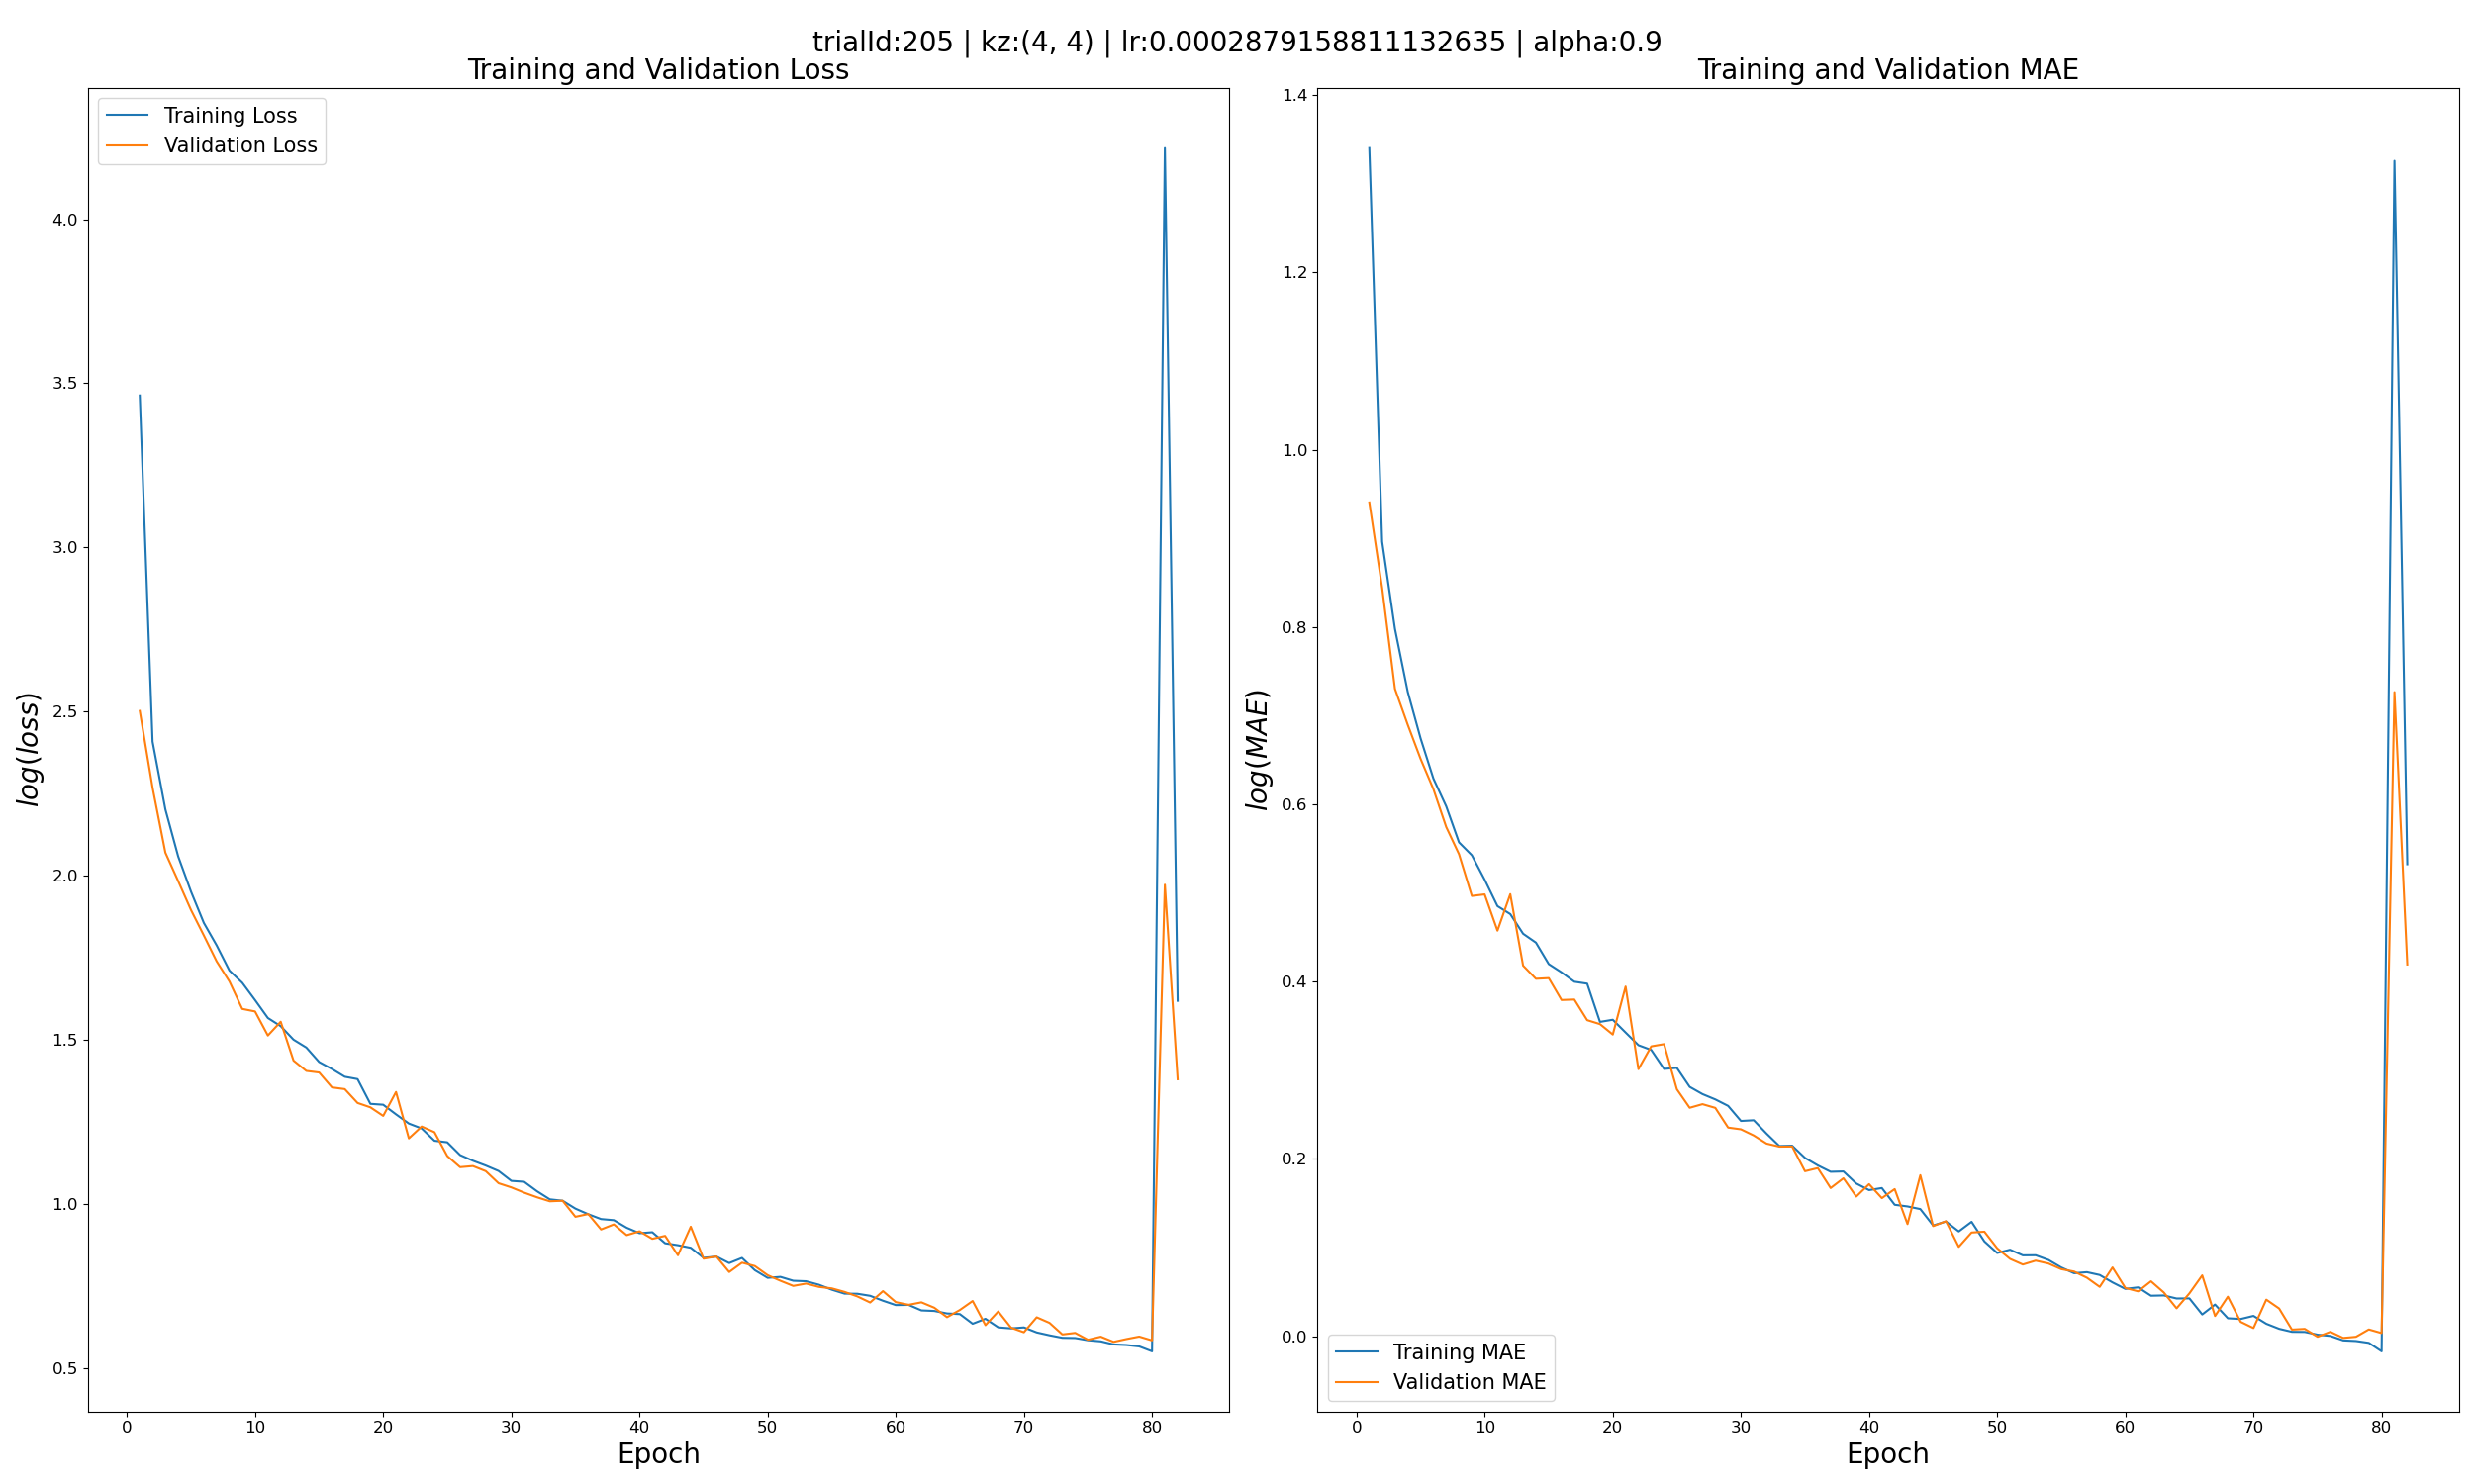 trialId:205 | kz:(4, 4) | lr:0.0002879158811132635 | alpha:0.9
Training and Validation Loss
Training Loss
Validation Loss
4.0
3.5
3.0
2.5
2.0
1.5
1.0
0.5
log(loss)
0 10 20 30 40 50 60 70 80
Epoch
Training and Validation MAE
1.4
1.2
1.0
0.8
0.6
0.4
0.2
0.0
log(MAE)
Training MAE
Validation MAE
0 10 20 30 40 50 60 70 80
Epoch